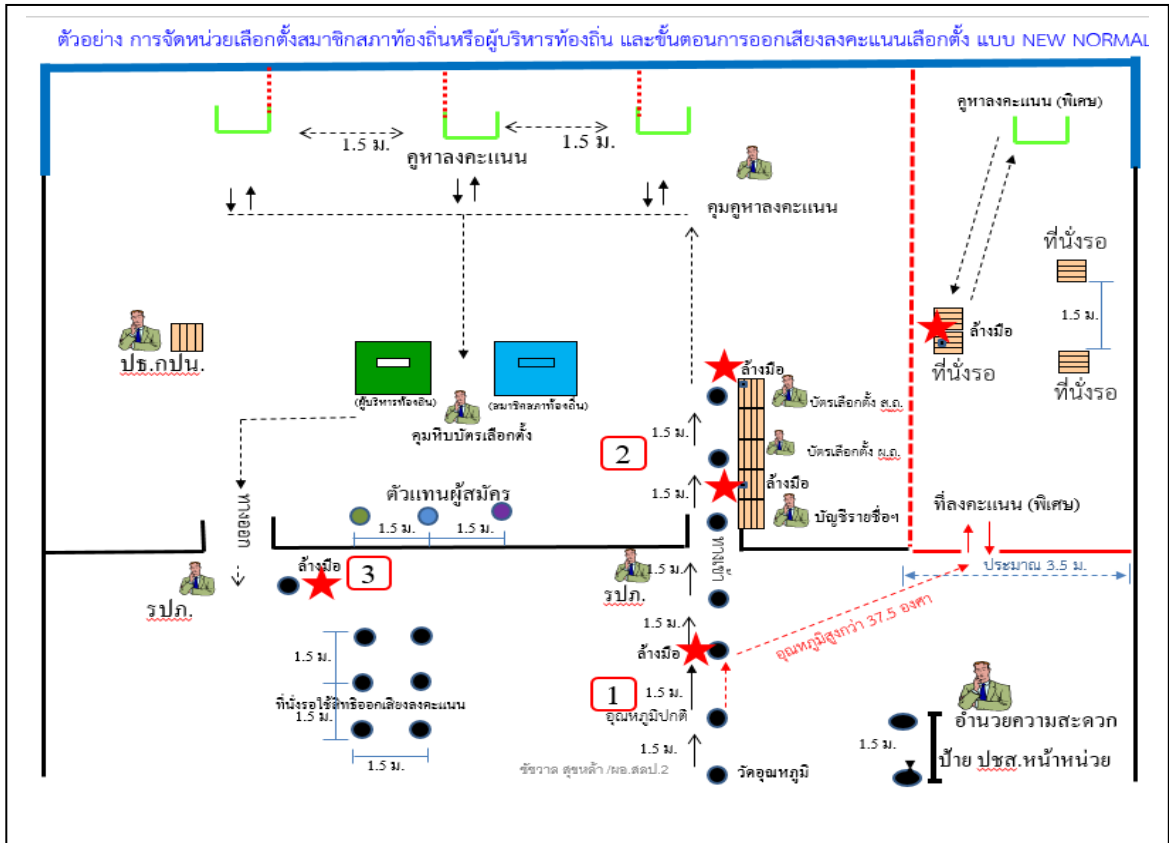 ตัวอย่าง การจัดหน่วยเลือกตั้งสมาชิกสภาท้องถิ่นหรือผู้บริหารท้องถิ่น และขั้นตอนการออกเสียงลงคะแนนเลือกตั้ง แบบ NEW NORMAL
คูหาลงคะแนน (พิเศษ)
1.5 ม.
1.5 ม.
คูหาลงคะแนน
คุมคูหาลงคะแนน
ที่นั่งรอ
1.5 ม.
ล้างมือ
ที่นั่งรอ
ที่นั่งรอ
ปธ.กปน.
(ผู้บริหารท้องถิ่น)
(สมาชิกสภาท้องถิ่น)
คุมหีบบัตรเลือกตั้ง
ล้างมือ
บัตรเลือกตั้ง ส.ถ.
1.5 ม.
2
บัตรเลือกตั้ง ผ.ถ.
1.5 ม.
ล้างมือ
บัญชีรายชื่อฯ
ตัวแทนผู้สมัคร
1.5 ม.
1.5 ม.
ทางออก
ทางเข้า
ที่ลงคะแนน (พิเศษ)
ประมาณ 3.5 ม.
ล้างมือ
3
รปภ.
รปภ.
1.5 ม.
1.5 ม.
อุณหภูมิสูงกว่า 37.5 องศา
ล้างมือ
1.5 ม.
ที่นั่งรอใช้สิทธิออกเสียงลงคะแนน
1.5 ม.
1.5 ม.
1
1.5 ม.
อุณหภูมิปกติ
1.5 ม.
วัดอุณหภูมิ
อำนวยความสะดวก
1.5 ม.
ป้าย ปชส.หน้าหน่วย